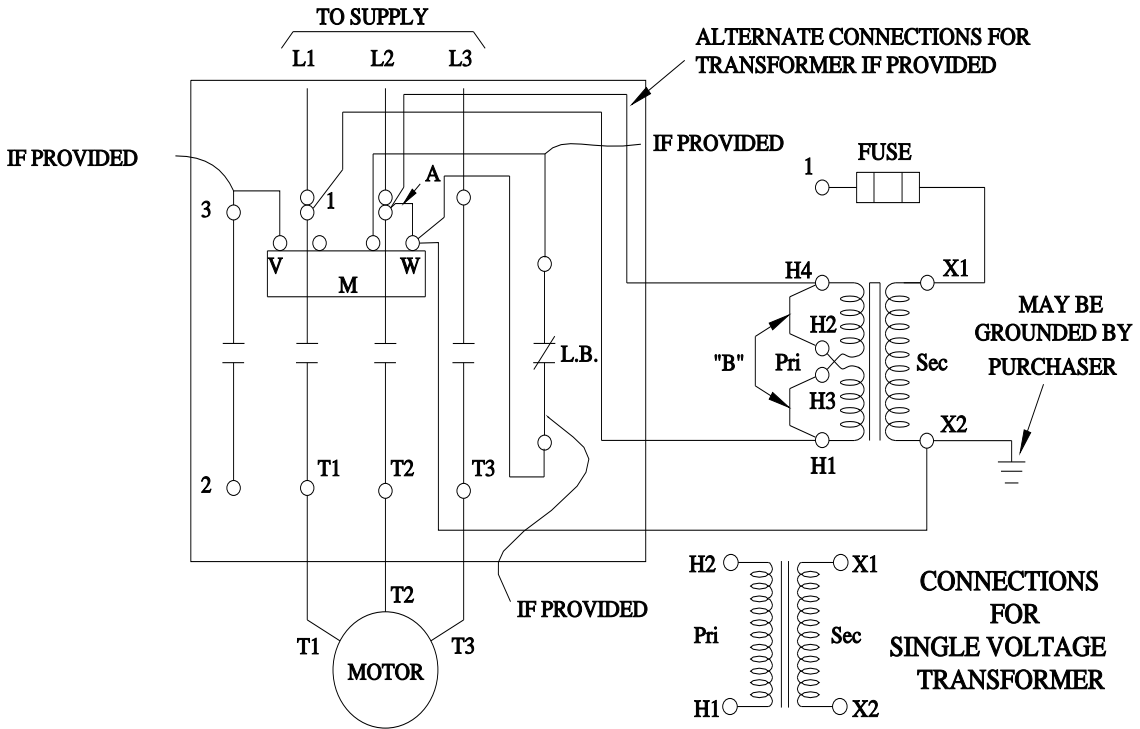 TO SUPPLY
L1 L2 L3
ALTERNATE CONNECTIONS FOR
TRANSFORMER IF PROVIDED
IF PROVIDED
IF PROVIDED
A
1
3
V
W
M
L.B.
1
FUSE
H4
X1
H2
"B"
Pri
Sec
H3
X2
H1
MAY BE
GROUNDED BY
PURCHASER
2
T1
T2
T3
IF PROVIDED
T1
T2
T3
MOTOR
H2
X1
Pri
Sec
H1
X2
CONNECTIONS
FOR
SINGLE VOLTAGE
TRANSFORMER